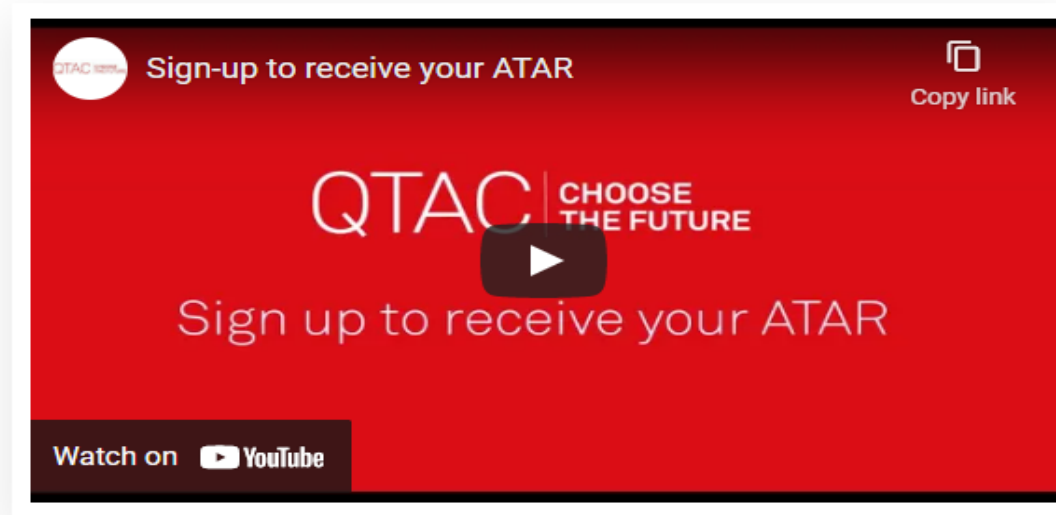 Sign-up to receive your ATAR
Copy link
QTAC CHOOSE
THE FUTURE
Sign up to receive your ATAR
Watch on YouTube